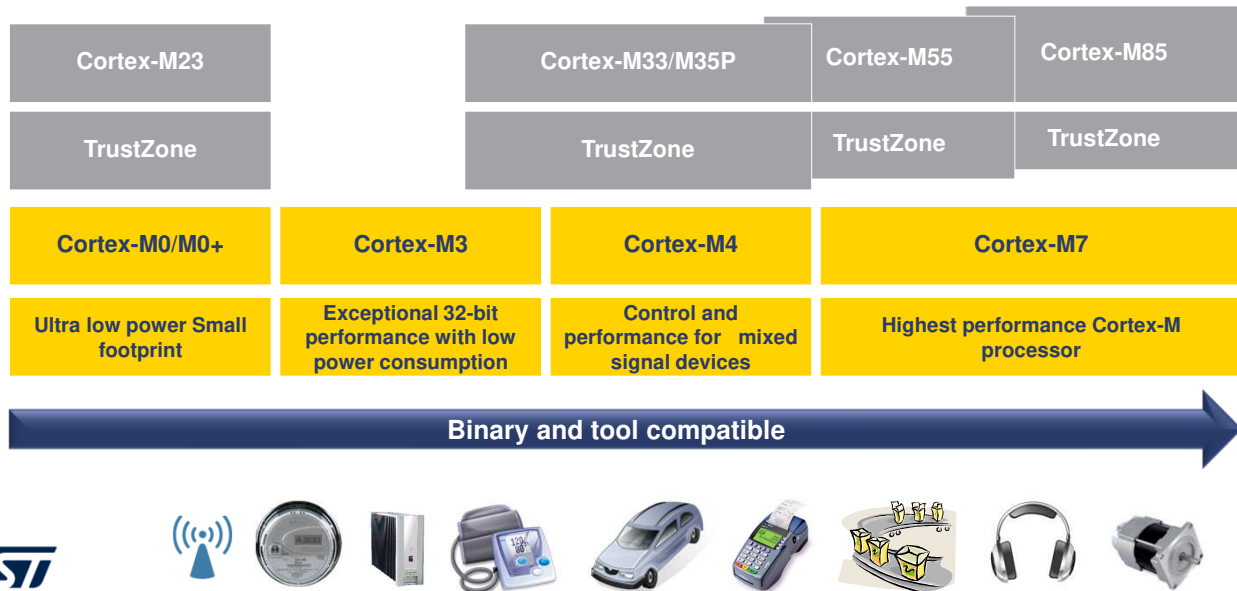 Cortex-M23
Cortex-M33/M35P
Cortex-M55
Cortex-M85
TrustZone
TrustZone
TrustZone
TrustZone
Cortex-M0/M0+
Cortex-M3
Cortex-M4
Cortex-M7
Ultra low power Small
footprint
Exceptional 32-bit
performance with low
power consumption
Control and
performance for mixed
signal devices
Highest performance Cortex-M
processor
Binary and tool compatible
ST